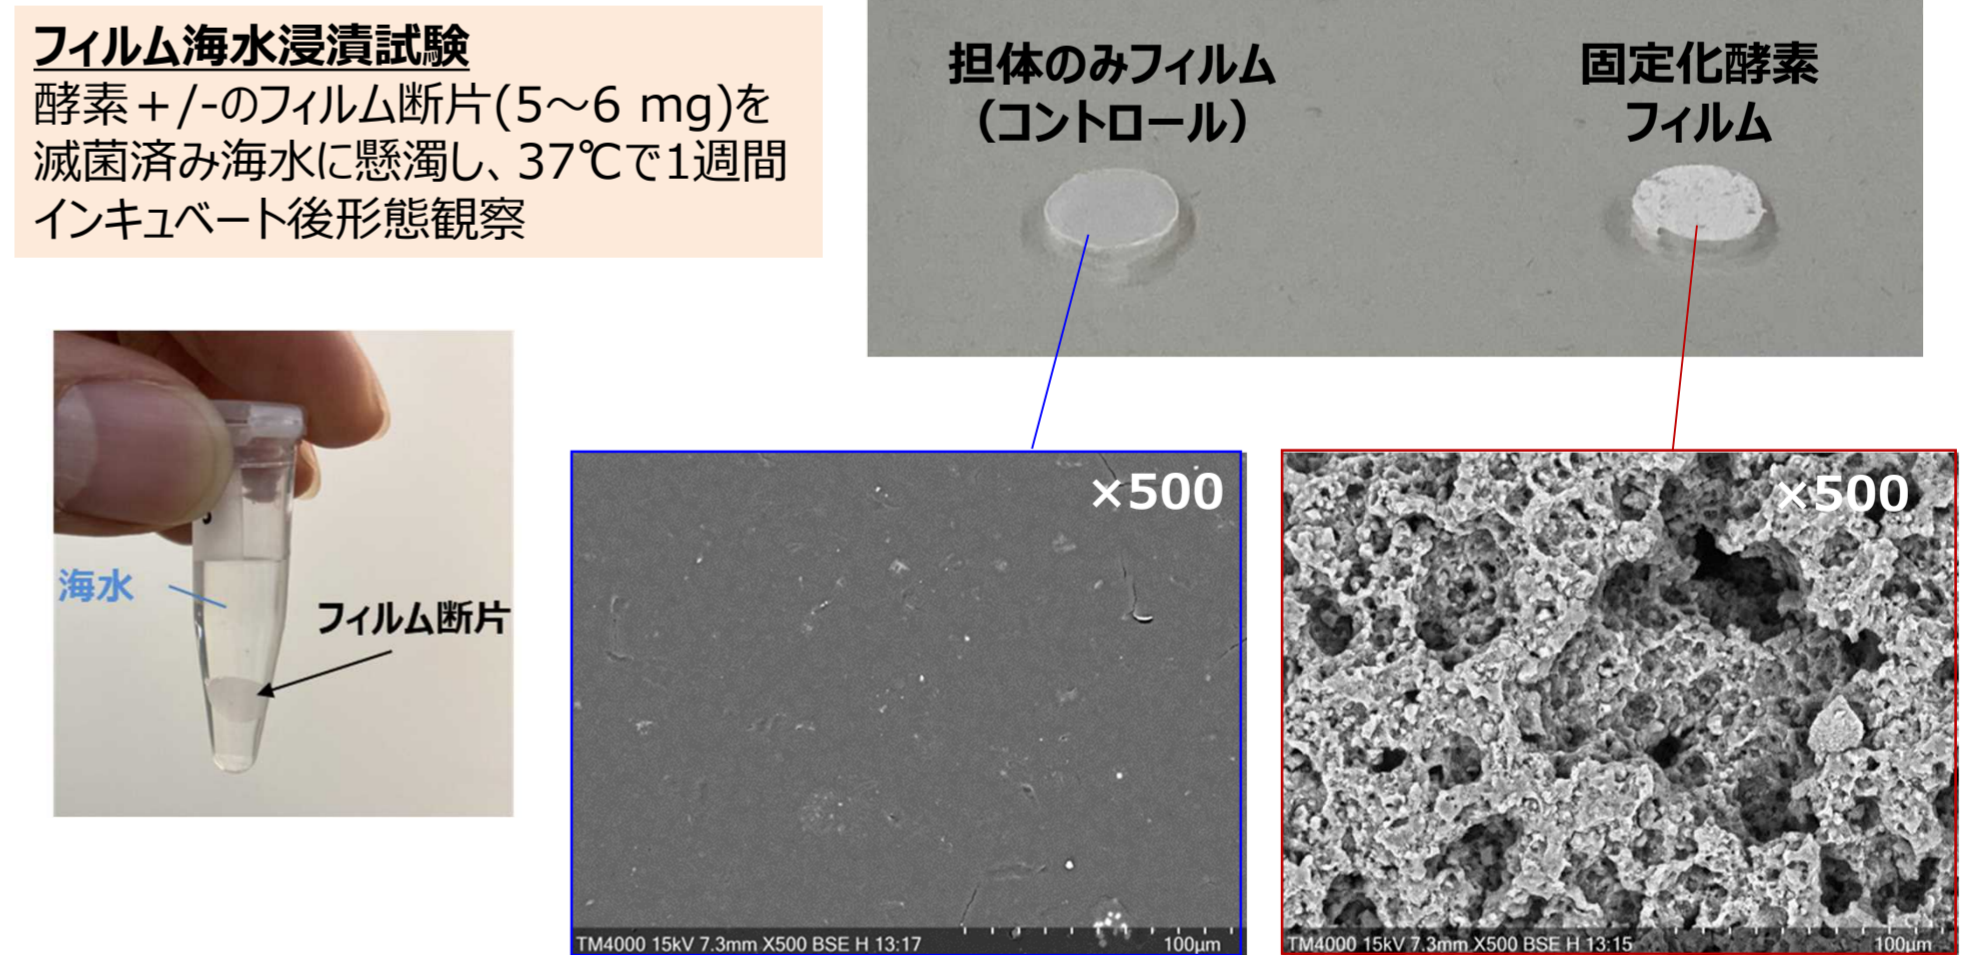 フィルム海水浸漬試験
酵素＋/-のフィルム断片(5～6 mg)を
滅菌済み海水に懸濁し、37℃で1週間
インキュベート後形態観察
担体のみフィルム
（コントロール）
固定化酵素
フィルム
海水
フィルム断片
×500
TM4000 15kV 7.3mm X500 BSE H 13:17
100µm
×500
TM4000 15kV 7.3mm X500 BSE H 13:15
100µm